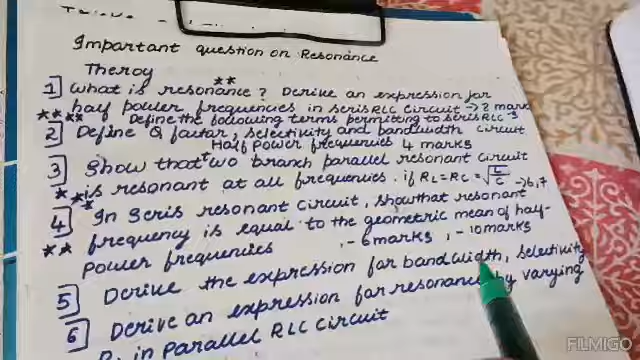 Important question on Resonance
Theroy
1] What is resonance? Derive an expression for
**
half power frequencies in seris RLC circuit → 2 mark
**** Define the following terms permiting to seris RLC -3
2] Define Q factor, selectivity and bandwidth circuit
Half power frequencies 4 marks
3] Show that two branch parallel resonant circuit
* is resonant at all frequencies. if RL = RC = √L/C → 6,7
4] * In Seris resonant circuit, show that resonant
** frequency is equal to the geometric mean of half-
power frequencies , - 6 marks , - 10 marks
5] Derive the expression for bandwidth, selectivity
6] Derive an expression for resonance by varying
in parallel RLC circuit
FILMIGO